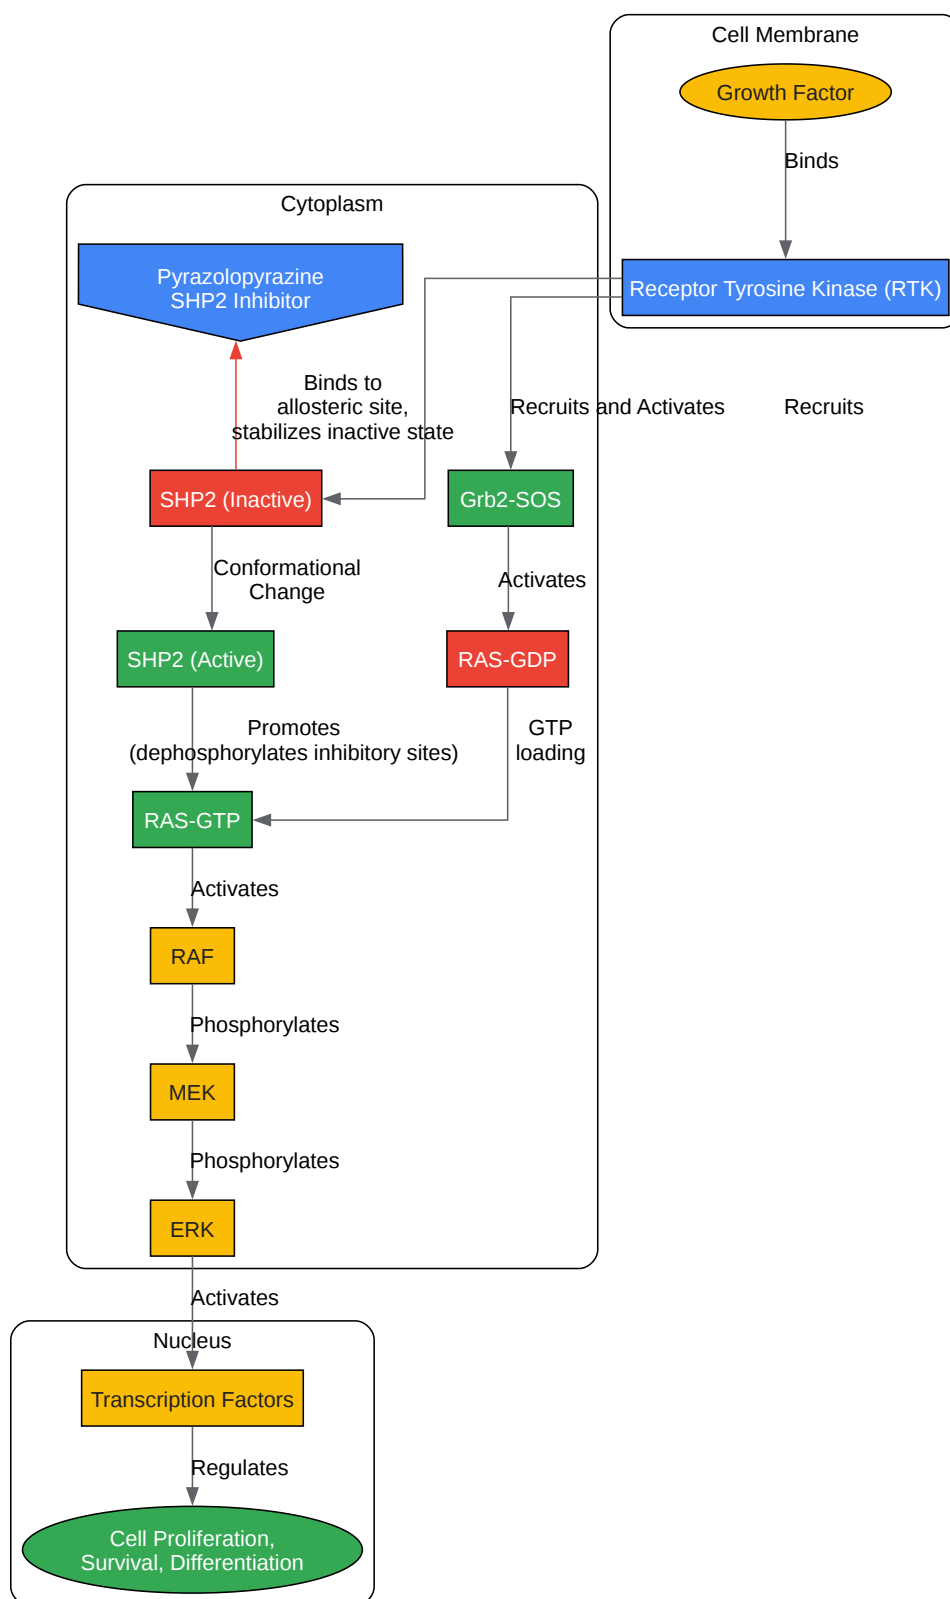 Cell Membrane
Growth Factor
Binds
Cytoplasm
Pyrazolopyrazine
SHP2 Inhibitor
Receptor Tyrosine Kinase (RTK)
Binds to
allosteric site,
stabilizes inactive state
Recruits and Activates
Recruits
SHP2 (Inactive)
Grb2-SOS
Conformational
Change
Activates
SHP2 (Active)
RAS-GDP
Promotes
(dephosphorylates inhibitory sites)
GTP
loading
RAS-GTP
Activates
RAF
Phosphorylates
MEK
Phosphorylates
ERK
Activates
Nucleus
Transcription Factors
Regulates
Cell Proliferation,
Survival, Differentiation